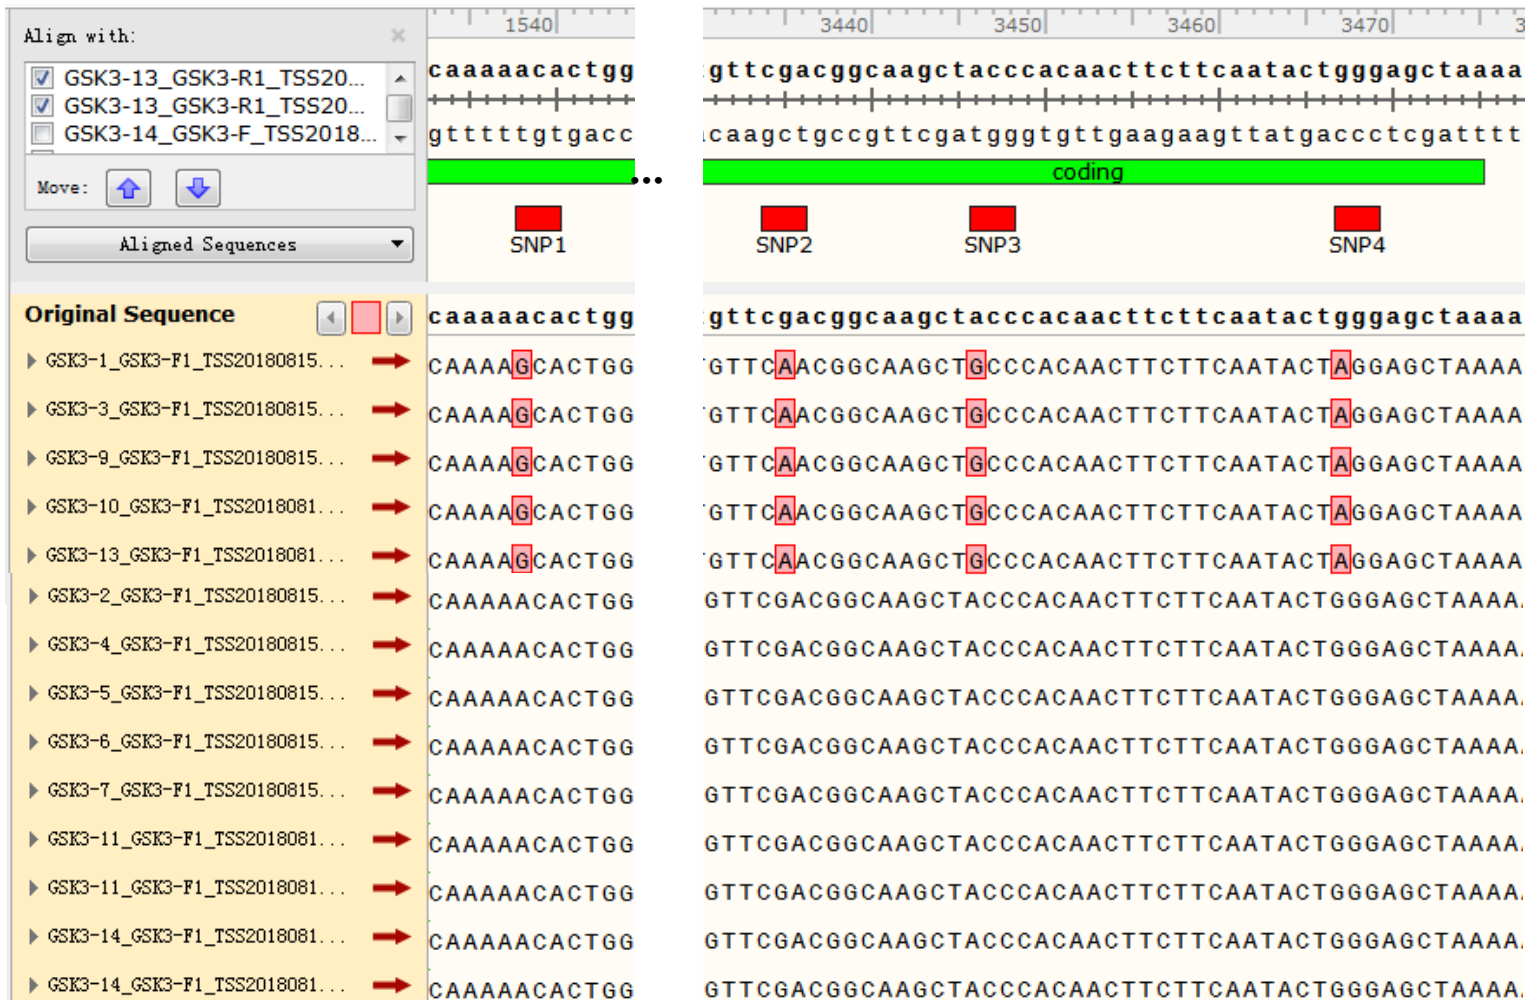 Align with:
1540 3440 3450 3460 3470 3
GSK3-13_GSK3-R1_TSS20...
GSK3-13_GSK3-R1_TSS20...
GSK3-14_GSK3-F_TSS2018...
caaaaacactgg gttcgacggcaagctacccacaacttcttcaatactgggagctaaaa
gtttttgtgacc caagctgccgttcgatgggtgttgaagaagttatgaccctcgatttt
Move:
... coding
Aligned Sequences
SNP1 SNP2 SNP3 SNP4
Original Sequence caaaaacactgg gttcgacggcaagctacccacaacttcttcaatactgggagctaaaa
GSK3-1_GSK3-F1_TSS20180815... CAAAAGCACTGG GTTCAACGGCAAGCTGCCCACAACTTCTTCAATACTAGGAGCTAAAA
GSK3-3_GSK3-F1_TSS20180815... CAAAAGCACTGG GTTCAACGGCAAGCTGCCCACAACTTCTTCAATACTAGGAGCTAAAA
GSK3-9_GSK3-F1_TSS20180815... CAAAAGCACTGG GTTCAACGGCAAGCTGCCCACAACTTCTTCAATACTAGGAGCTAAAA
GSK3-10_GSK3-F1_TSS2018081... CAAAAGCACTGG GTTCAACGGCAAGCTGCCCACAACTTCTTCAATACTAGGAGCTAAAA
GSK3-13_GSK3-F1_TSS2018081... CAAAAGCACTGG GTTCAACGGCAAGCTGCCCACAACTTCTTCAATACTAGGAGCTAAAA
GSK3-2_GSK3-F1_TSS20180815... CAAAAACACTGG GTTCGACGGCAAGCTACCCACAACTTCTTCAATACTGGGAGCTAAAA
GSK3-4_GSK3-F1_TSS20180815... CAAAAACACTGG GTTCGACGGCAAGCTACCCACAACTTCTTCAATACTGGGAGCTAAAA
GSK3-5_GSK3-F1_TSS20180815... CAAAAACACTGG GTTCGACGGCAAGCTACCCACAACTTCTTCAATACTGGGAGCTAAAA
GSK3-6_GSK3-F1_TSS20180815... CAAAAACACTGG GTTCGACGGCAAGCTACCCACAACTTCTTCAATACTGGGAGCTAAAA
GSK3-7_GSK3-F1_TSS20180815... CAAAAACACTGG GTTCGACGGCAAGCTACCCACAACTTCTTCAATACTGGGAGCTAAAA
GSK3-11_GSK3-F1_TSS2018081... CAAAAACACTGG GTTCGACGGCAAGCTACCCACAACTTCTTCAATACTGGGAGCTAAAA
GSK3-11_GSK3-F1_TSS2018081... CAAAAACACTGG GTTCGACGGCAAGCTACCCACAACTTCTTCAATACTGGGAGCTAAAA
GSK3-14_GSK3-F1_TSS2018081... CAAAAACACTGG GTTCGACGGCAAGCTACCCACAACTTCTTCAATACTGGGAGCTAAAA
GSK3-14_GSK3-F1_TSS2018081... CAAAAACACTGG GTTCGACGGCAAGCTACCCACAACTTCTTCAATACTGGGAGCTAAAA